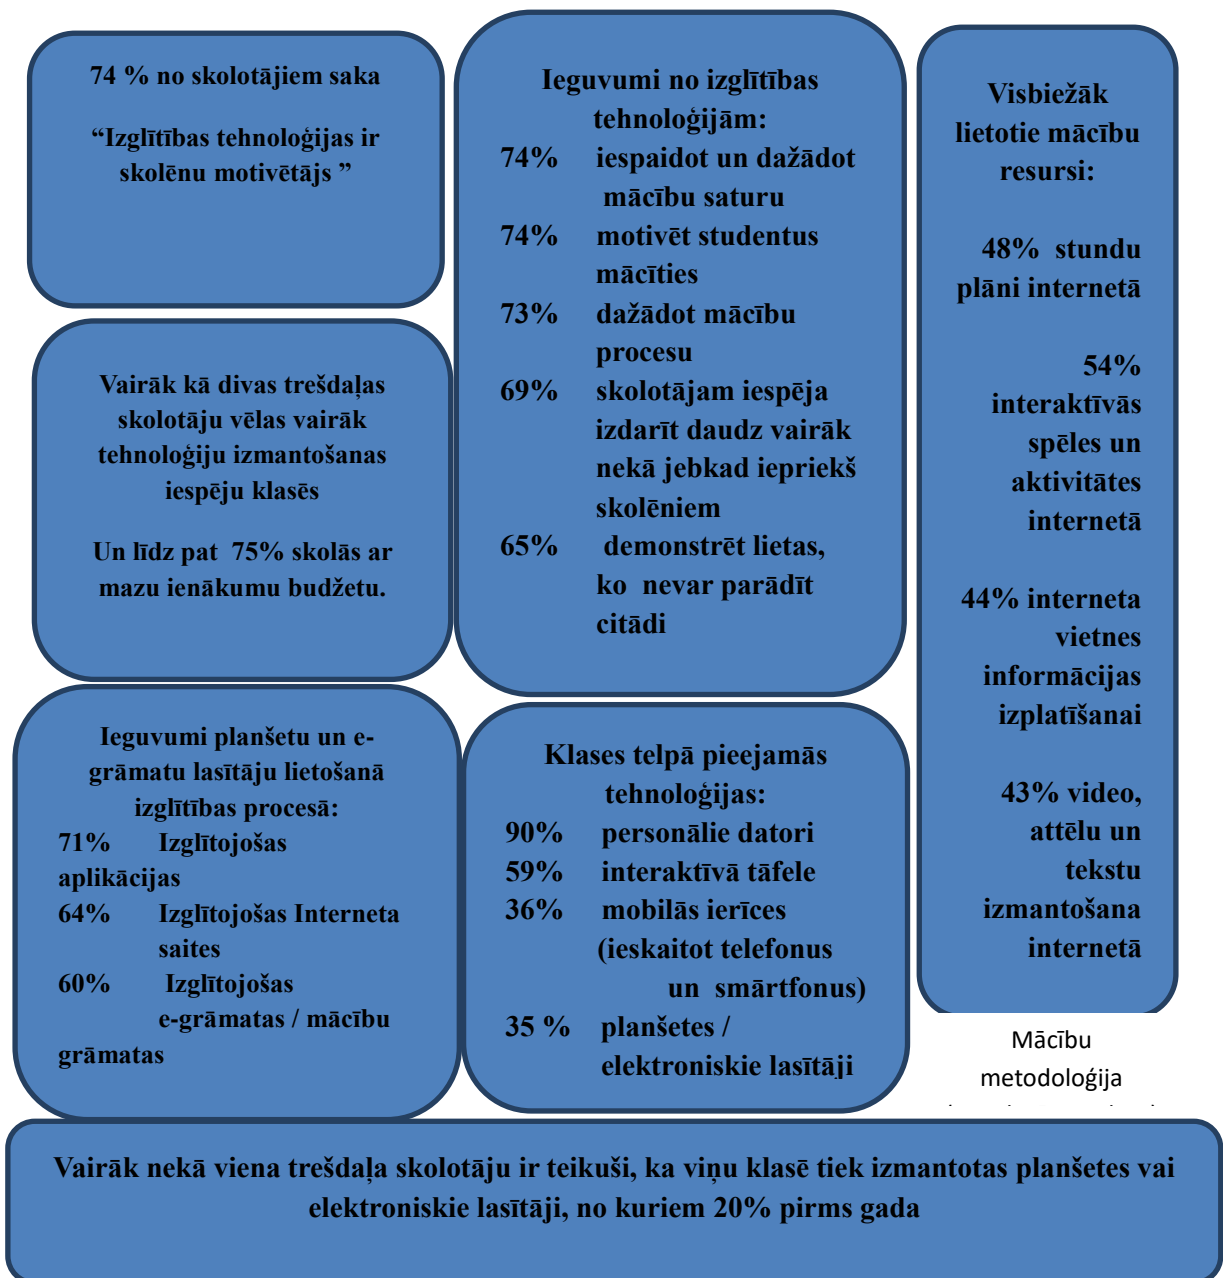 74 % no skolotājiem saka
“Izglītības tehnoloģijas ir
skolēnu motivētājs ”
Vairāk kā divas trešdaļas
skolotāju vēlas vairāk
tehnoloģiju izmantošanas
iespēju klasēs
Un līdz pat 75% skolās ar
mazu ienākumu budžetu.
Ieguvumi planšetu un e-
grāmatu lasītāju lietošanā
izglītības procesā:
71% Izglītojošas
aplikācijas
64% Izglītojošas Interneta
saites
60% Izglītojošas
e-grāmatas / mācību
grāmatas
Ieguvumi no izglītības
tehnoloģijām:
74% iespaidot un dažādot
mācību saturu
74% motivēt studentus
mācīties
73% dažādot mācību
procesu
69% skolotājam iespēja
izdarīt daudz vairāk
nekā jebkad iepriekš
skolēniem
65% demonstrēt lietas,
ko nevar parādīt
citādi
Klases telpā pieejamās
tehnoloģijas:
90% personālie datori
59% interaktīvā tāfele
36% mobilās ierīces
(ieskaitot telefonus
un smārtfonus)
35 % planšetes /
elektroniskie lasītāji
Visbiežāk
lietotie mācību
resursi:
48% stundu
plāni internetā
54%
interaktīvās
spēles un
aktivitātes
internetā
44% interneta
vietnes
informācijas
izplatīšanai
43% video,
attēlu un
tekstu
izmantošana
internetā
Mācību
metodoloģija
Vairāk nekā viena trešdaļa skolotāju ir teikuši, ka viņu klasē tiek izmantotas planšetes vai
elektroniskie lasītāji, no kuriem 20% pirms gada